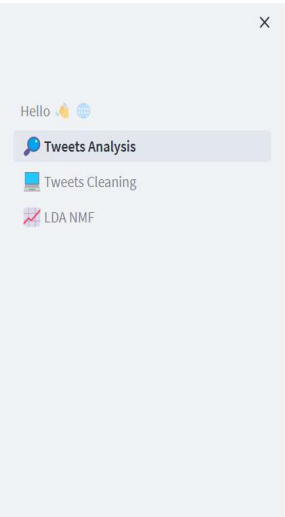 Hello 👋 🌐
🔎 Tweets Analysis
💻 Tweets Cleaning
📈 LDA NMF